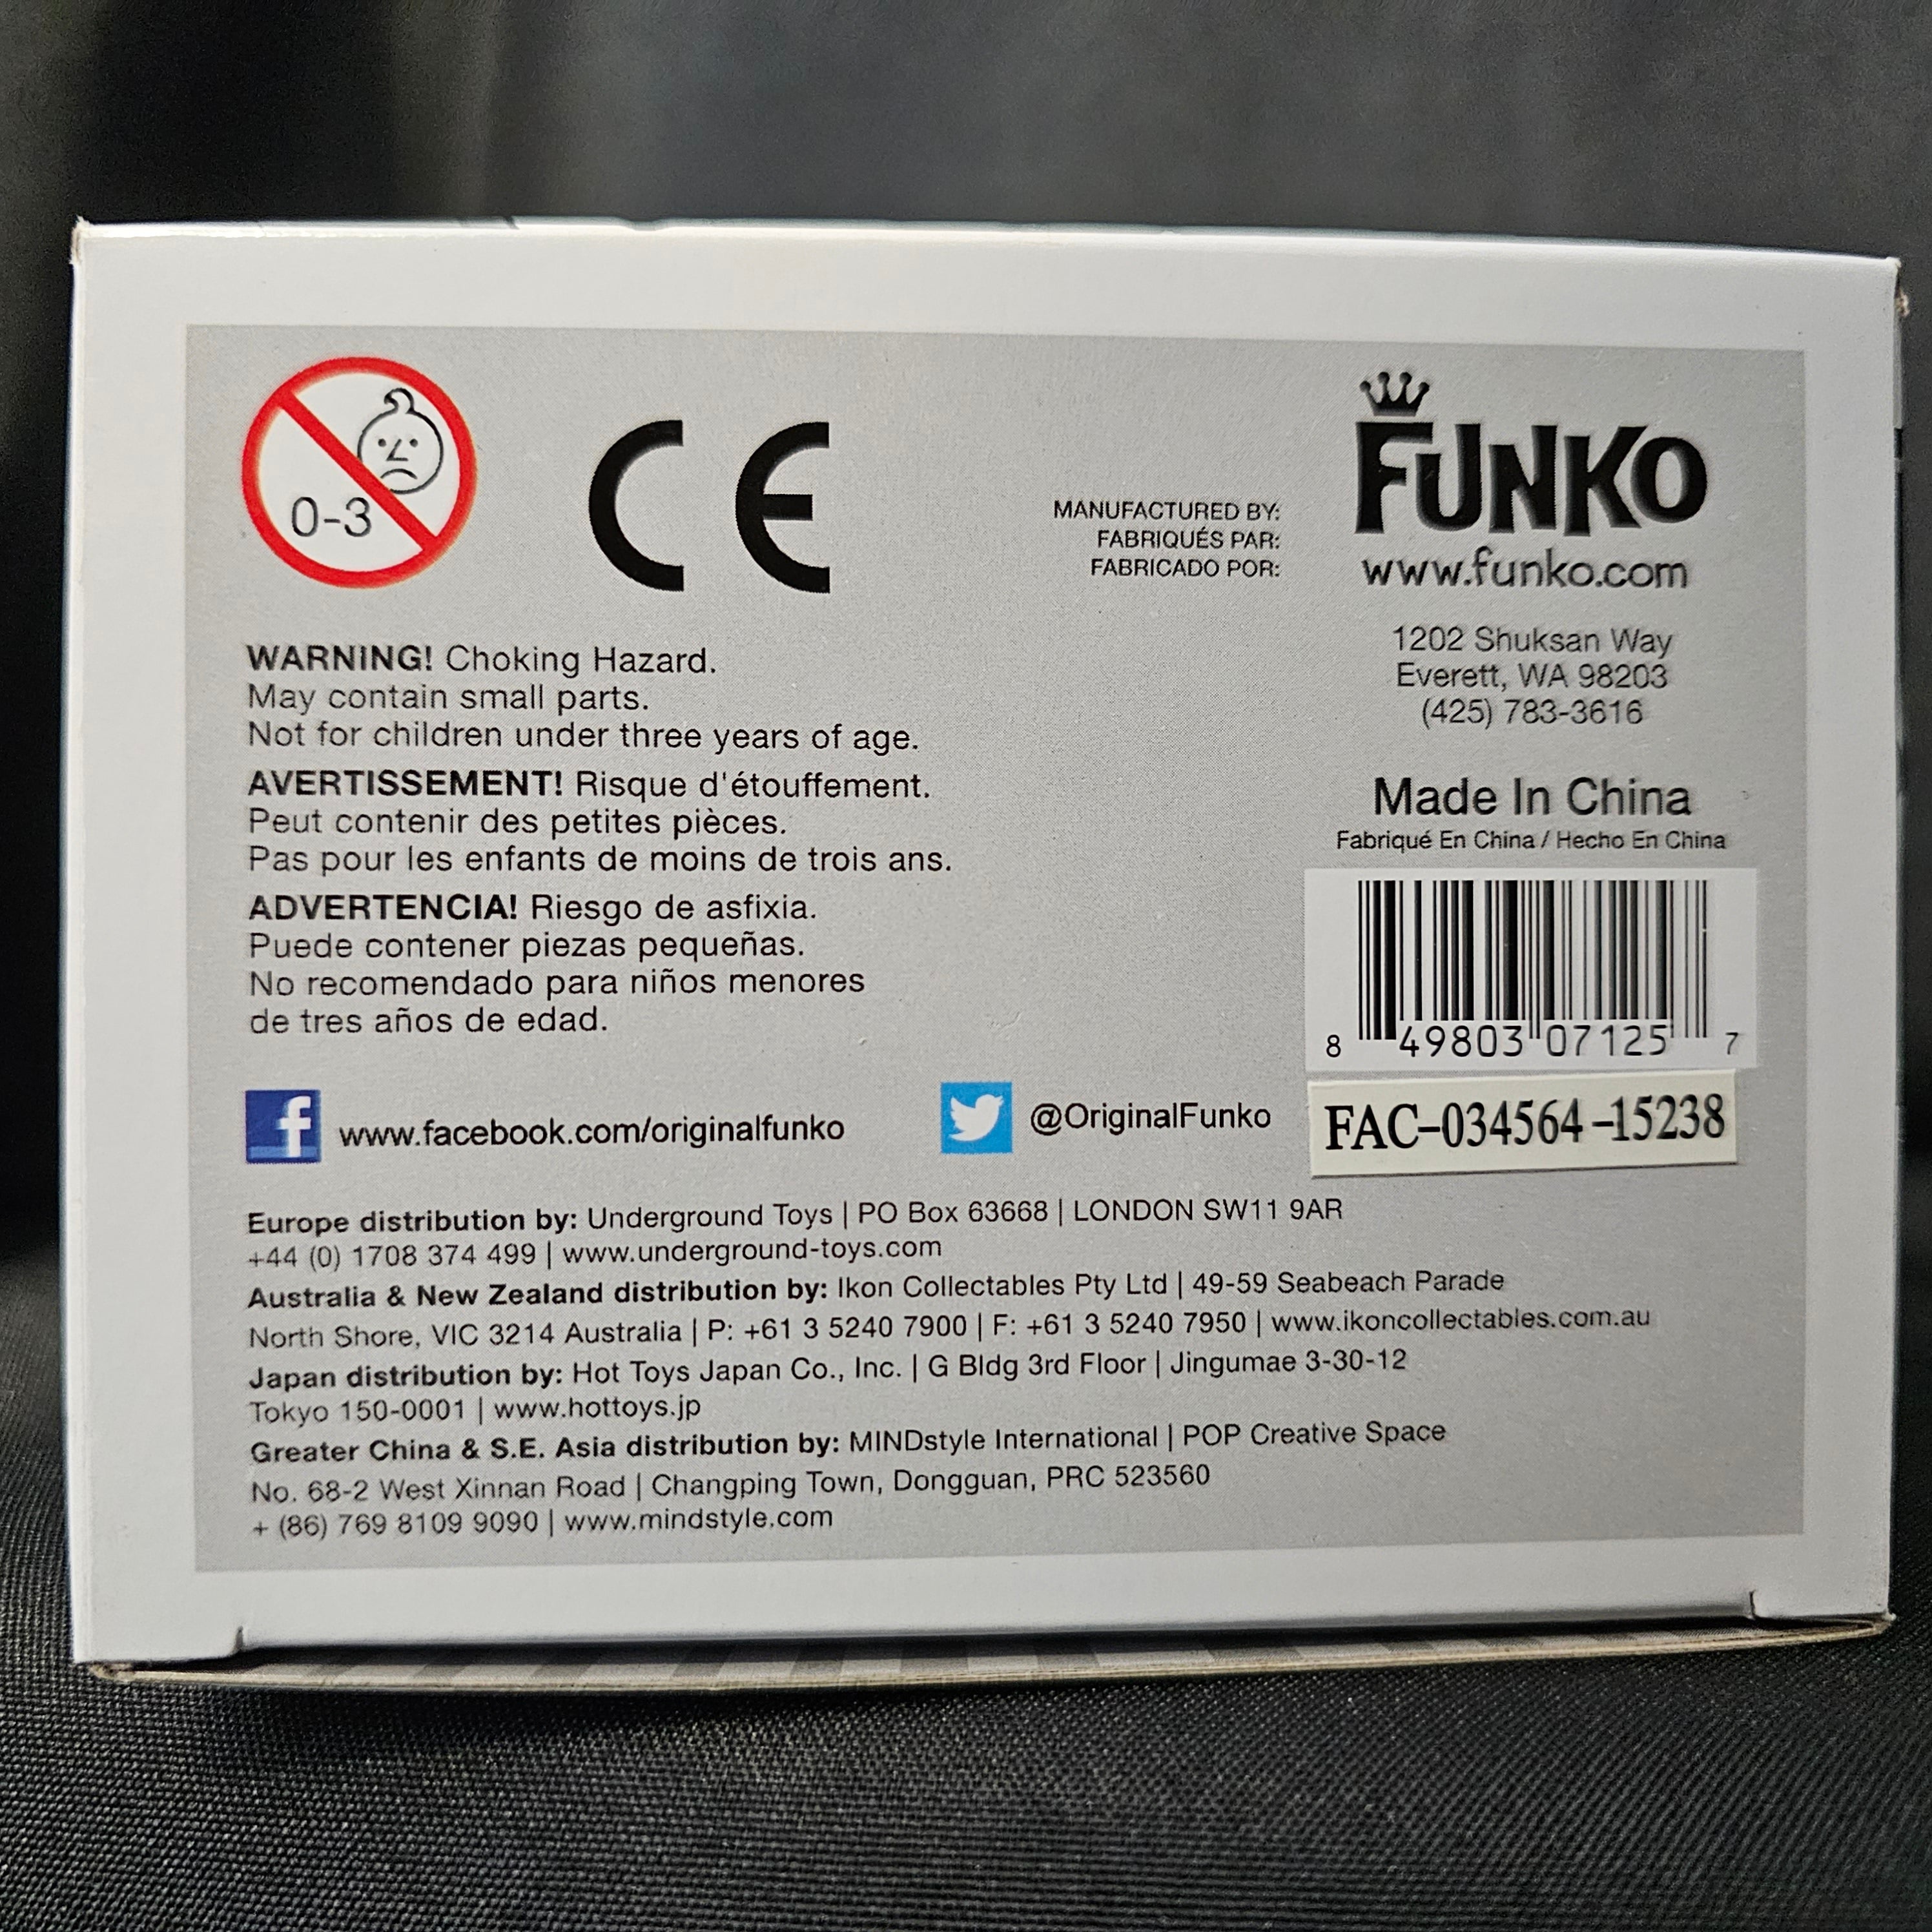 0-3
CE
MANUFACTURED BY:
FABRIQUÉS PAR:
FABRICADO POR:
FUNKO
www.funko.com
1202 Shuksan Way
Everett, WA 98203
(425) 783-3616
WARNING! Choking Hazard.
May contain small parts.
Not for children under three years of age.
AVERTISSEMENT! Risque d'étouffement.
Peut contenir des petites pièces.
Pas pour les enfants de moins de trois ans.
ADVERTENCIA! Riesgo de asfixia.
Puede contener piezas pequeñas.
No recomendado para niños menores
de tres años de edad.
Made In China
Fabriqué En China / Hecho En China
8 49803 07125 7
FAC-034564-15238
f www.facebook.com/originalfunko
@OriginalFunko
Europe distribution by: Underground Toys | PO Box 63668 | LONDON SW11 9AR
+44 (0) 1708 374 499 | www.underground-toys.com
Australia & New Zealand distribution by: Ikon Collectables Pty Ltd | 49-59 Seabeach Parade
North Shore, VIC 3214 Australia | P: +61 3 5240 7900 | F: +61 3 5240 7950 | www.ikoncollectables.com.au
Japan distribution by: Hot Toys Japan Co., Inc. | G Bldg 3rd Floor | Jingumae 3-30-12
Tokyo 150-0001 | www.hottoys.jp
Greater China & S.E. Asia distribution by: MINDstyle International | POP Creative Space
No. 68-2 West Xinnan Road | Changping Town, Dongguan, PRC 523560
+ (86) 769 8109 9090 | www.mindstyle.com